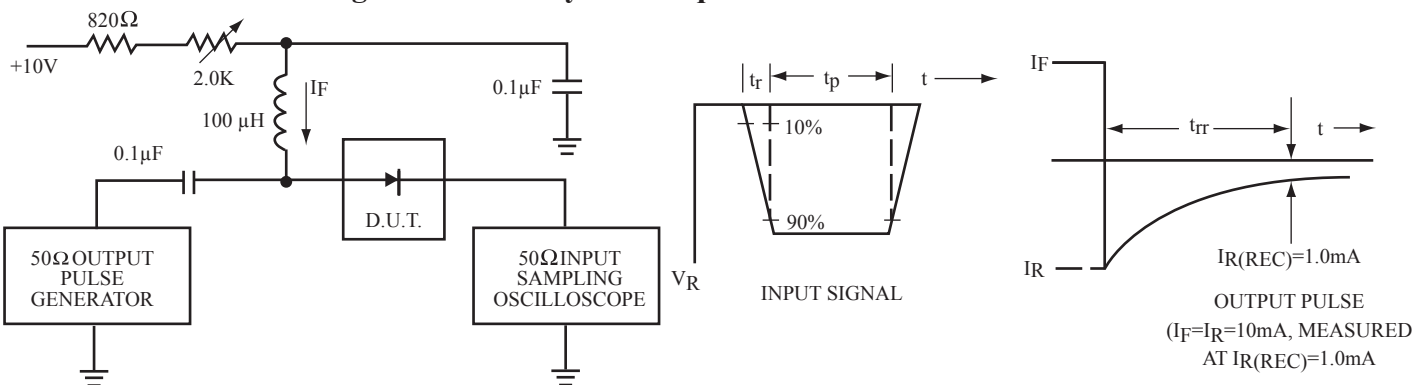 820Ω
+10V
2.0K
IF
100 µH
0.1µF
0.1µF
D.U.T.
50Ω OUTPUT
PULSE
GENERATOR
50Ω INPUT
SAMPLING
OSCILLOSCOPE
tr
tp
t
10%
90%
VR
INPUT SIGNAL
IF
trr
t
IR
IR(REC)=1.0mA
OUTPUT PULSE
(IF=IR=10mA, MEASURED
AT IR(REC)=1.0mA